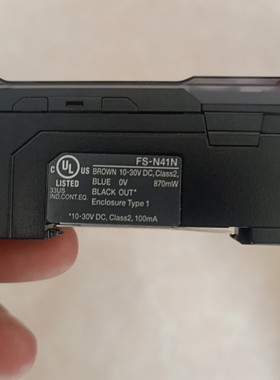 FS-N41N
C UL US
LISTED
33US
IND.CONT.EQ.
BROWN 10-30V DC, Class2,
BLUE 0V 870mW
BLACK OUT*
Enclosure Type 1
*10-30V DC, Class2, 100mA